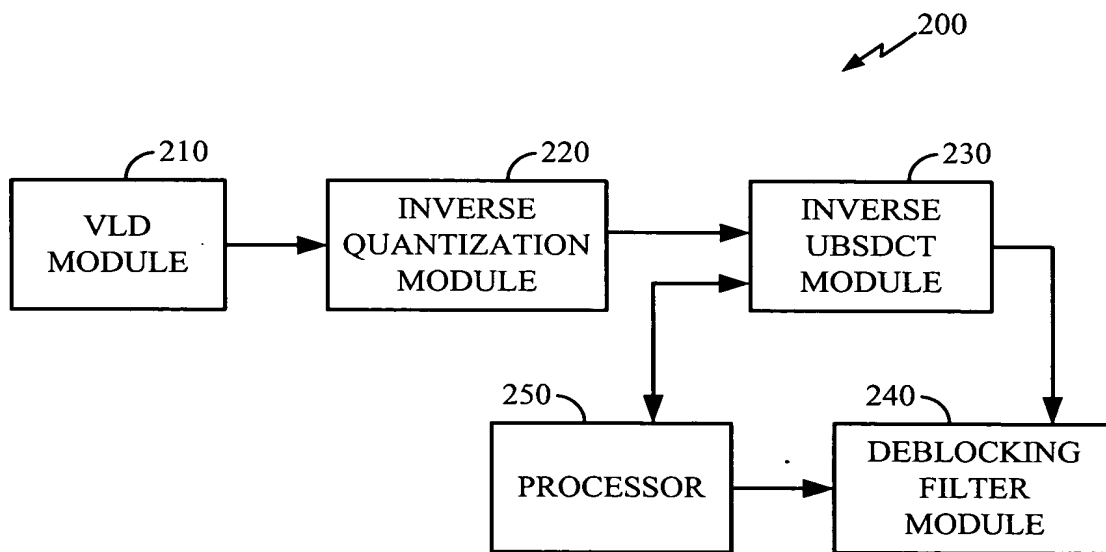 200
210
VLD
MODULE
220
INVERSE
QUANTIZATION
MODULE
230
INVERSE
UBSDCT
MODULE
250
PROCESSOR
240
DEBLOCKING
FILTER
MODULE